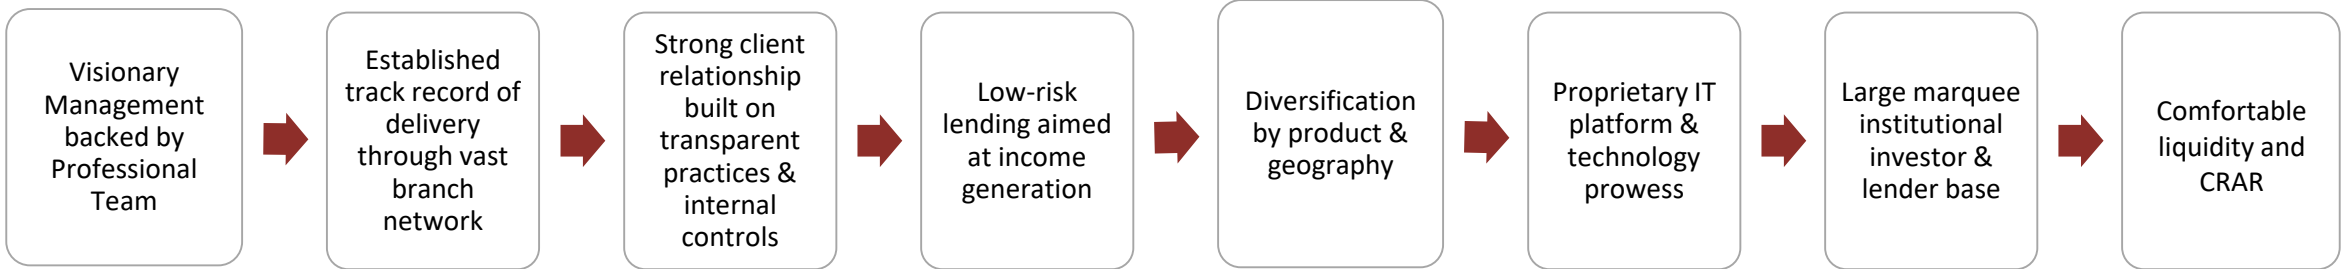 Visionary
Management
backed by
Professional
Team
Established
track record of
delivery
through vast
branch
network
Strong client
relationship
built on
transparent
practices &
internal
controls
Low-risk
lending aimed
at income
generation
Diversification
by product &
geography
Proprietary IT
platform &
technology
prowess
Large marquee
institutional
investor &
lender base
Comfortable
liquidity and
CRAR